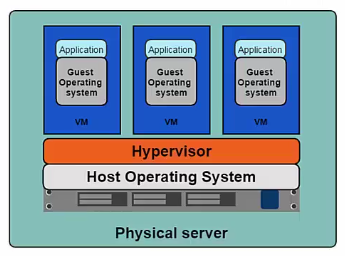 Application
Guest
Operating
system
VM
Application
Guest
Operating
system
VM
Application
Guest
Operating
system
VM
Hypervisor
Host Operating System
Physical server